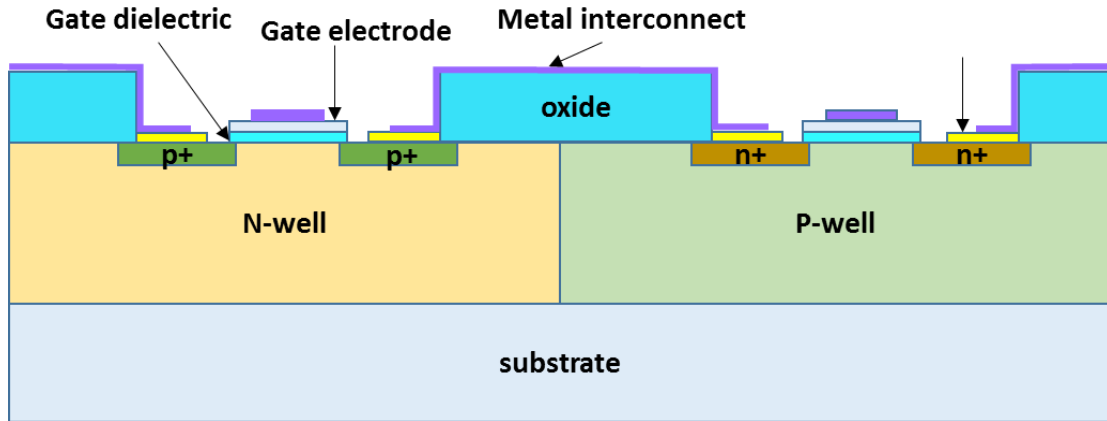 Gate dielectric
Gate electrode
Metal interconnect
oxide
p+
p+
n+
n+
N-well
P-well
substrate